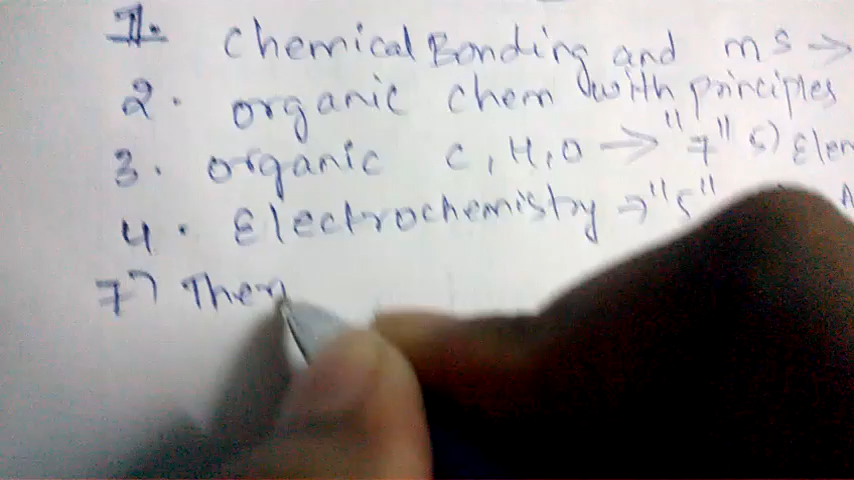 1. Chemical Bonding and ms →
2. organic chem with principles
3. organic C, H, O → "7" 5) Elem
4. Electrochemistry → "5" A
7) Ther